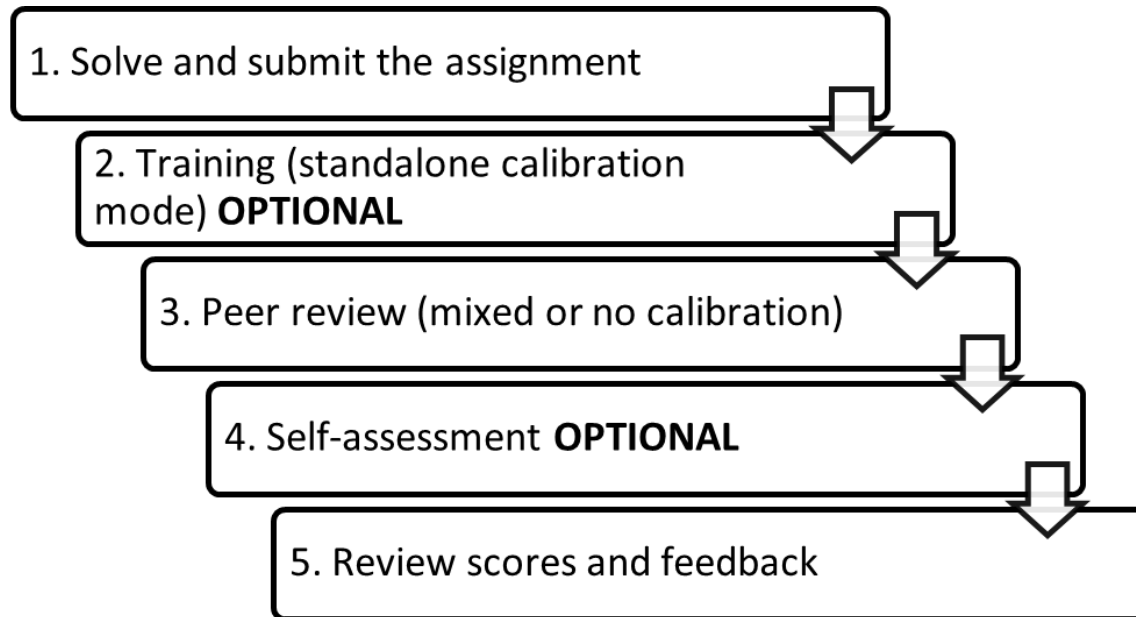 1. Solve and submit the assignment
2. Training (standalone calibration
mode) OPTIONAL
3. Peer review (mixed or no calibration)
4. Self-assessment OPTIONAL
5. Review scores and feedback